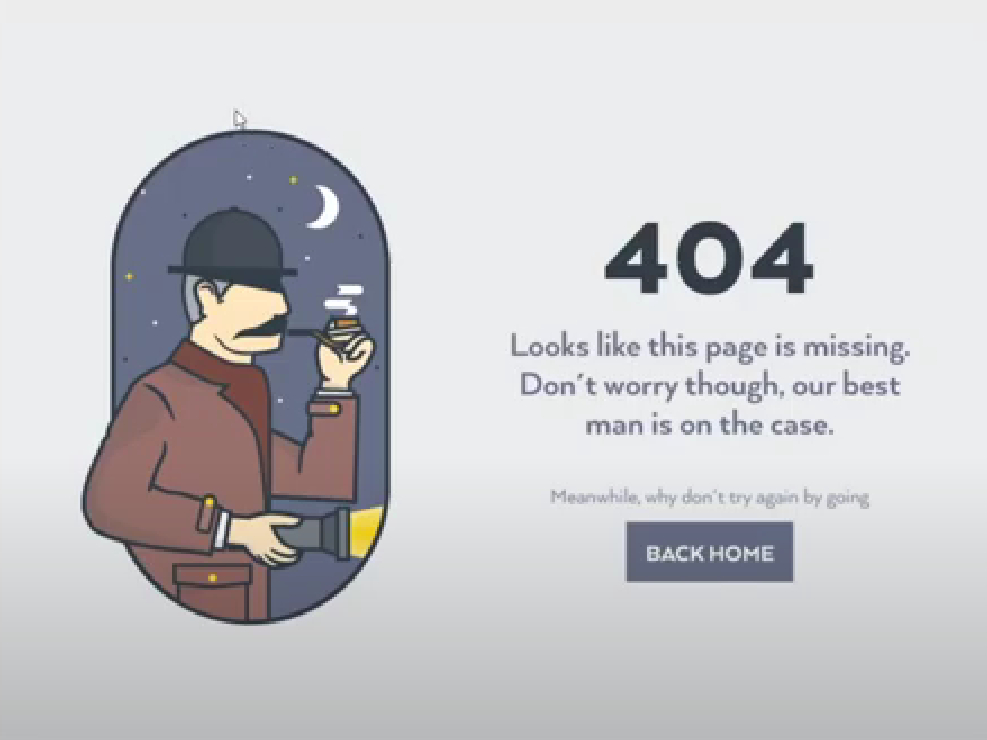 404
Looks like this page is missing.
Don´t worry though, our best
man is on the case.
Meanwhile, why don´t try again by going
BACK HOME